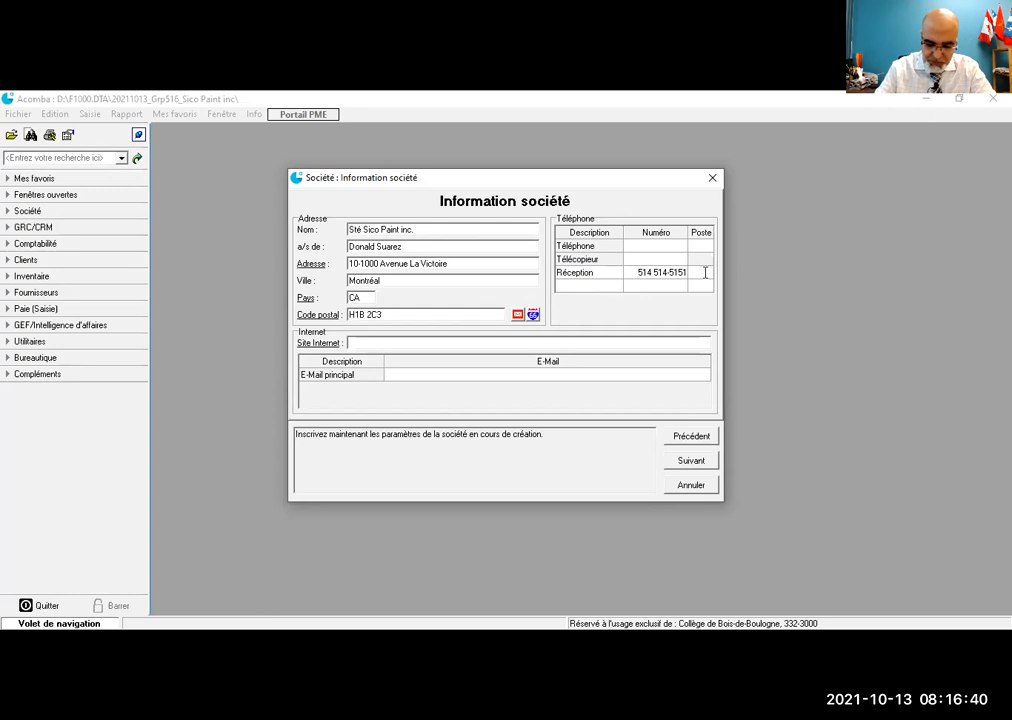 Acomba : D:\F1000.DTA\20211013_Grp516_Sico Paint inc\
Fichier Edition Saisie Rapport Mes favoris Fenêtre Info Portail PME
<Entrez votre recherche ici>
Mes favoris
Fenêtres ouvertes
Société
GRC/CRM
Comptabilité
Clients
Inventaire
Fournisseurs
Paie (Salsie)
GEF/Intelligence d'affaires
Utilitaires
Bureautique
Compléments
Quitter Barrer
Volet de navigation
Société : Information société
Information société
Adresse
Nom : Sté Sico Paint inc.
a/s de : Donald Suarez
Adresse : 10-1000 Avenue La Victoire
Ville : Montréal
Pays : CA
Code postal : H1B 2C3
Téléphone
Description Numéro Poste
Téléphone
Télécopieur
Réception 514 514-5151
Internet
Site Internet :
Description E-Mail
E-Mail principal
Inscrivez maintenant les paramètres de la société en cours de création.
Précédent
Suivant
Annuler
Réservé à l'usage exclusif de : Collège de Bois-de-Boulogne, 332-3000
2021-10-13 08:16:40